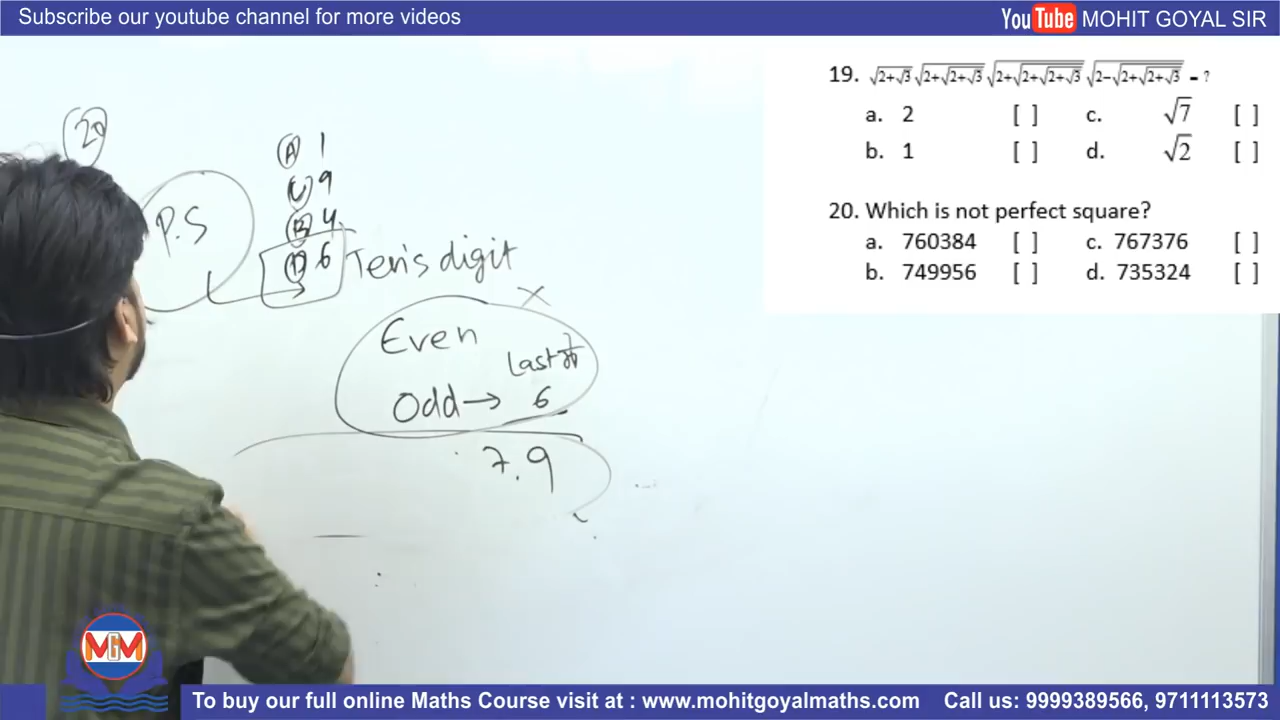 Subscribe our youtube channel for more videos
YouTube MOHIT GOYAL SIR
20
P.S
A 1
9
B 4
D 6
Ten's digit
Even
Last
Odd → 6
7.9
19. √2+√3 √2+√2+√3 √2+√2+√2+√3 √2−√2+√2+√3 = ?
a. 2 [ ] c. √7 [ ]
b. 1 [ ] d. √2 [ ]
20. Which is not perfect square?
a. 760384 [ ] c. 767376 [ ]
b. 749956 [ ] d. 735324 [ ]
MGM
To buy our full online Maths Course visit at : www.mohitgoyalmaths.com Call us: 9999389566, 9711113573